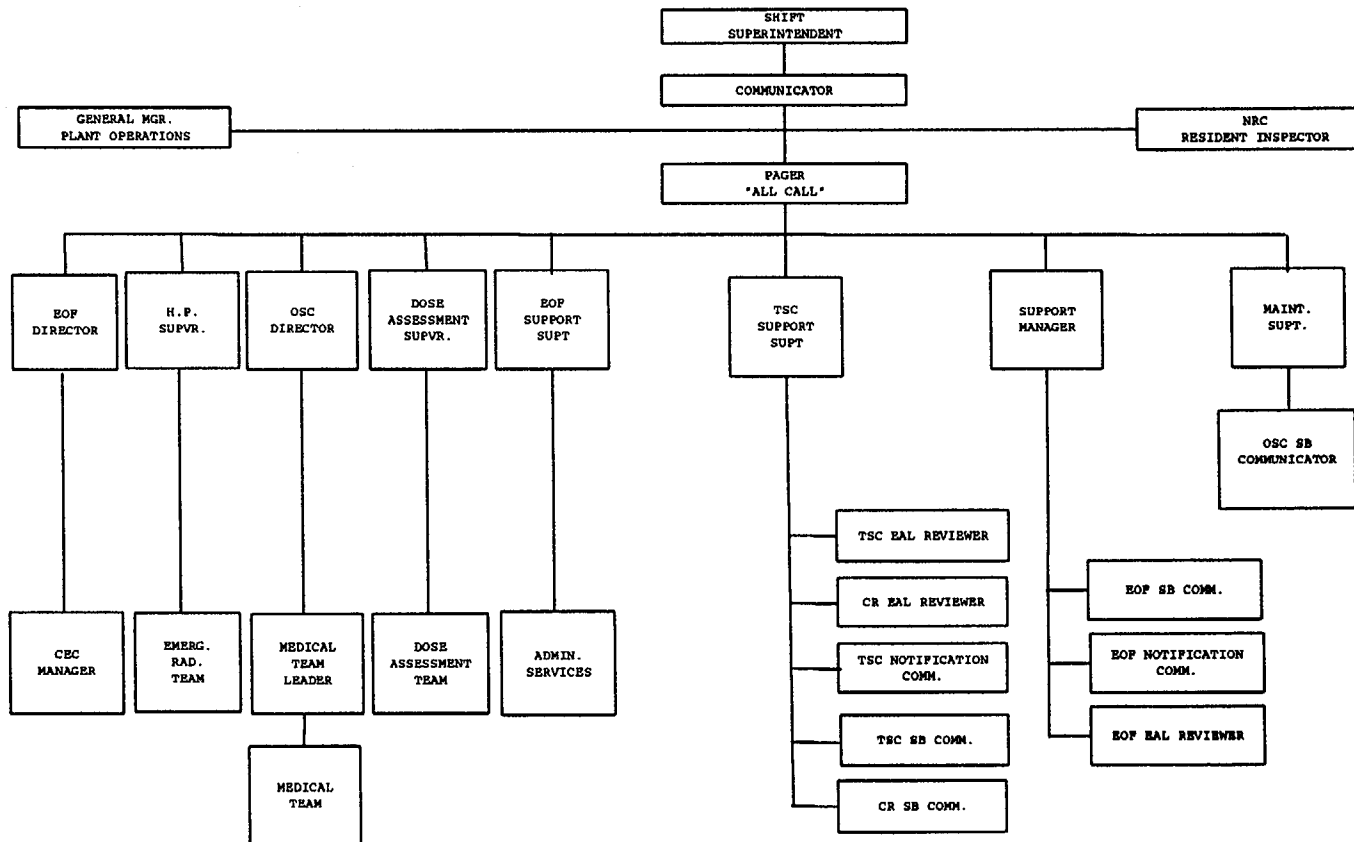 SHIFT
SUPERINTENDENT
COMMUNICATOR
GENERAL MGR.
PLANT OPERATIONS
NRC
RESIDENT INSPECTOR
PAGER
"ALL CALL"
EOF
DIRECTOR
H.P.
SUPVR.
OSC
DIRECTOR
DOSE
ASSESSMENT
SUPVR.
EOF
SUPPORT
SUPT
TSC
SUPPORT
SUPT
SUPPORT
MANAGER
MAINT.
SUPT.
OSC SB
COMMUNICATOR
TSC EAL REVIEWER
CR EAL REVIEWER
TSC NOTIFICATION
COMM.
TSC SB COMM.
CR SB COMM.
EOF SB COMM.
EOF NOTIFICATION
COMM.
EOF EAL REVIEWER
CEC
MANAGER
EMERG.
RAD.
TEAM
MEDICAL
TEAM
LEADER
DOSE
ASSESSMENT
TEAM
ADMIN.
SERVICES
MEDICAL
TEAM